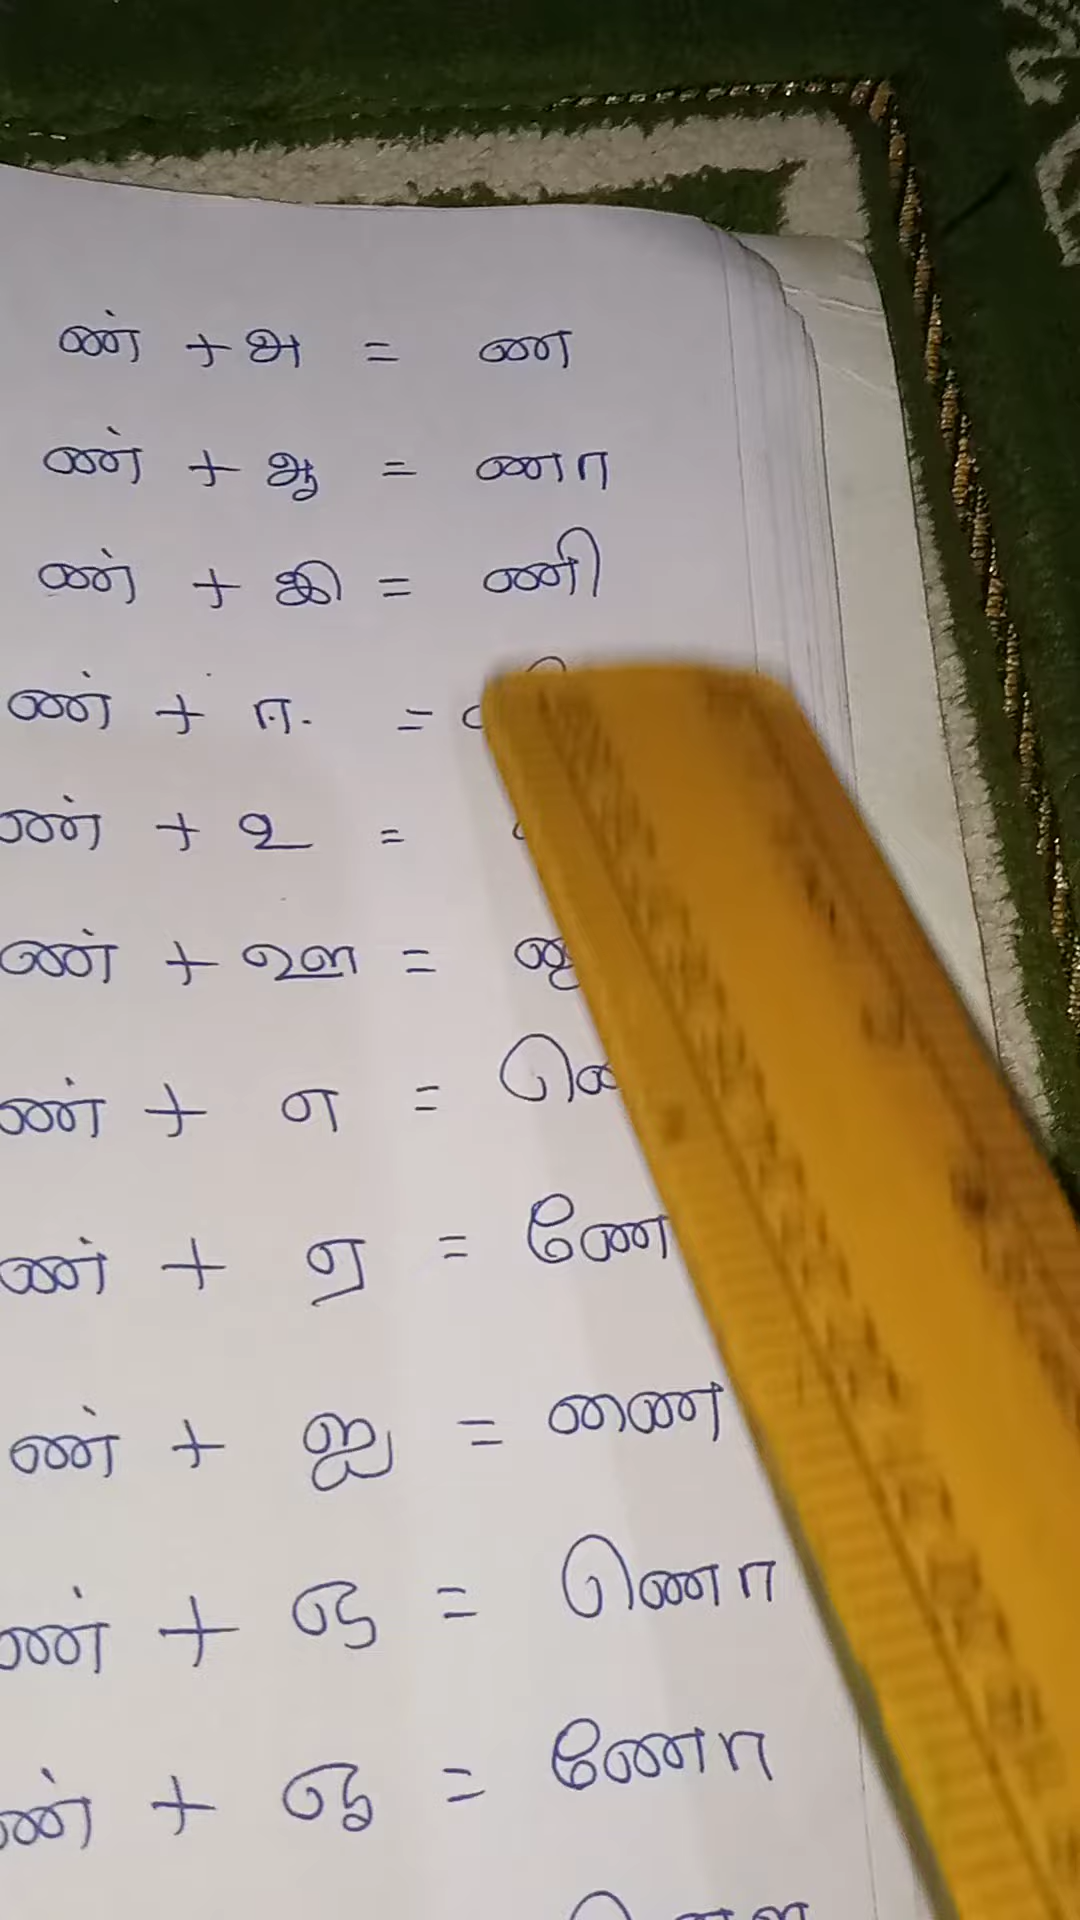 ண் + அ = ண
ண் + ஆ = ணா
ண் + இ = ணி
ண் + ஈ =
ண் + உ =
ண் + ஊ =
ண் + எ =
ண் + ஏ = ணே
ண் + ஐ = ணை
ண் + ஒ = ணொ
ண் + ஓ = ணோ